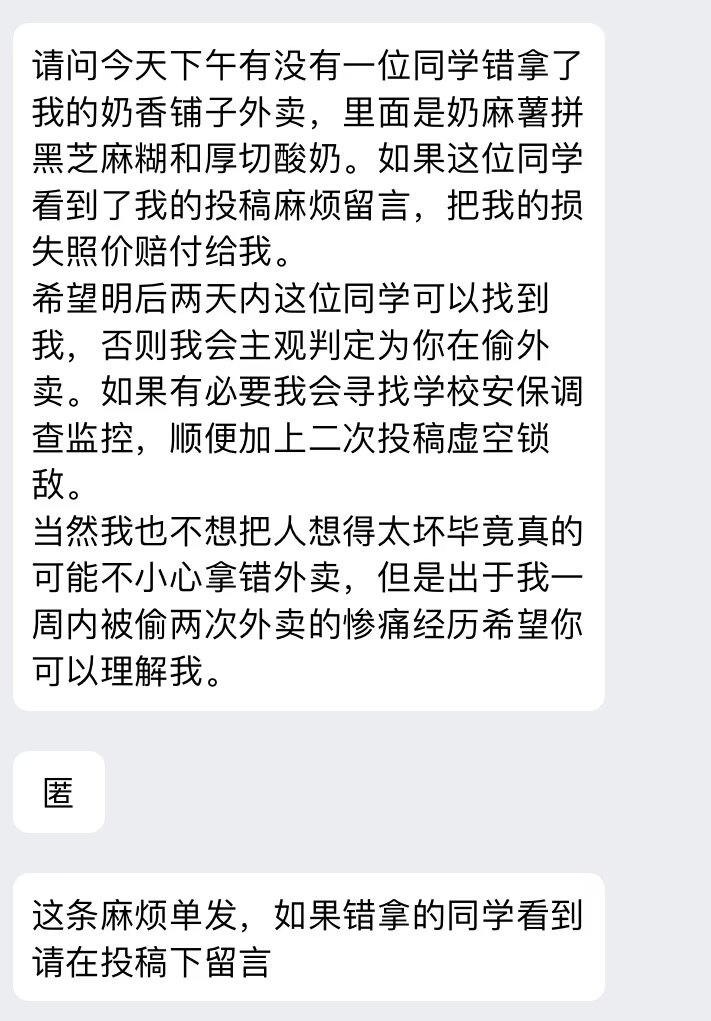 请问今天下午有没有一位同学错拿了
我的奶香铺子外卖，里面是奶麻薯拼
黑芝麻糊和厚切酸奶。如果这位同学
看到了我的投稿麻烦留言，把我的损
失照价赔付给我。
希望明后两天内这位同学可以找到
我，否则我会主观判定为你在偷外
卖。如果有必要我会寻找学校安保调
查监控，顺便加上二次投稿虚空锁
敌。
当然我也不想把人想得太坏毕竟真的
可能不小心拿错外卖，但是出于我一
周内被偷两次外卖的惨痛经历希望你
可以理解我。
匿
这条麻烦单发，如果错拿的同学看到
请在投稿下留言